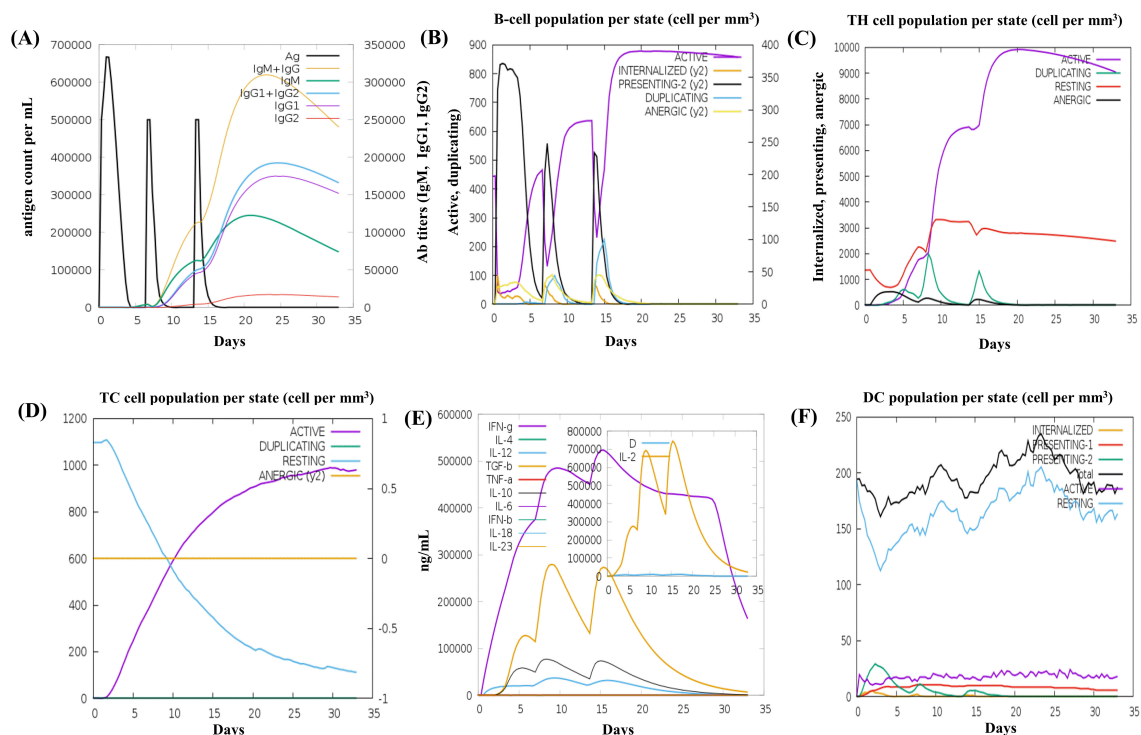 (A)
700000
600000
500000
400000
300000
200000
100000
0
350000
300000
250000
200000
150000
100000
50000
0
Ag
IgM+IgG
IgM
IgG1+IgG2
IgG1
IgG2
antigen count per mL
Ab titers (IgM, IgG1, IgG2)
0 5 10 15 20 25 30 33
Days
B-cell population per state (cell per mm³)
(B)
900
800
700
600
500
400
300
200
100
0
400
350
300
250
200
150
100
50
0
ACTIVE
INTERNALIZED (y2)
PRESENTING-2 (y2)
DUPLICATING
ANERGIC (y2)
Active, duplicating)
0 5 10 15 20 25 30 35
Days
TH cell population per state (cell per mm³)
(C)
10000
9000
8000
7000
6000
5000
4000
3000
2000
1000
0
ACTIVE
DUPLICATING
RESTING
ANERGIC
Internalized, presenting, anergic
0 5 10 15 20 25 30 35
Days
TC cell population per state (cell per mm³)
(D)
1200
1000
800
600
400
200
0
1
0.5
0
-0.5
-1
ACTIVE
DUPLICATING
RESTING
ANERGIC (y2)
0 5 10 15 20 25 30 35
Days
(E)
600000
500000
400000
300000
200000
100000
0
IFN-g
IL-4
IL-12
TGF-b
TNF-a
IL-10
IL-6
IFN-b
IL-18
IL-23
ng/mL
800000
700000
600000
500000
400000
300000
200000
100000
0
D
IL-2
0 5 10 15 20 25 30 33
0 5 10 15 20 25 30 35
Days
DC population per state (cell per mm³)
(F)
250
200
150
100
50
0
INTERNALIZED
PRESENTING-1
PRESENTING-2
Total
ACTIVE
RESTING
0 5 10 15 20 25 30 35
Days